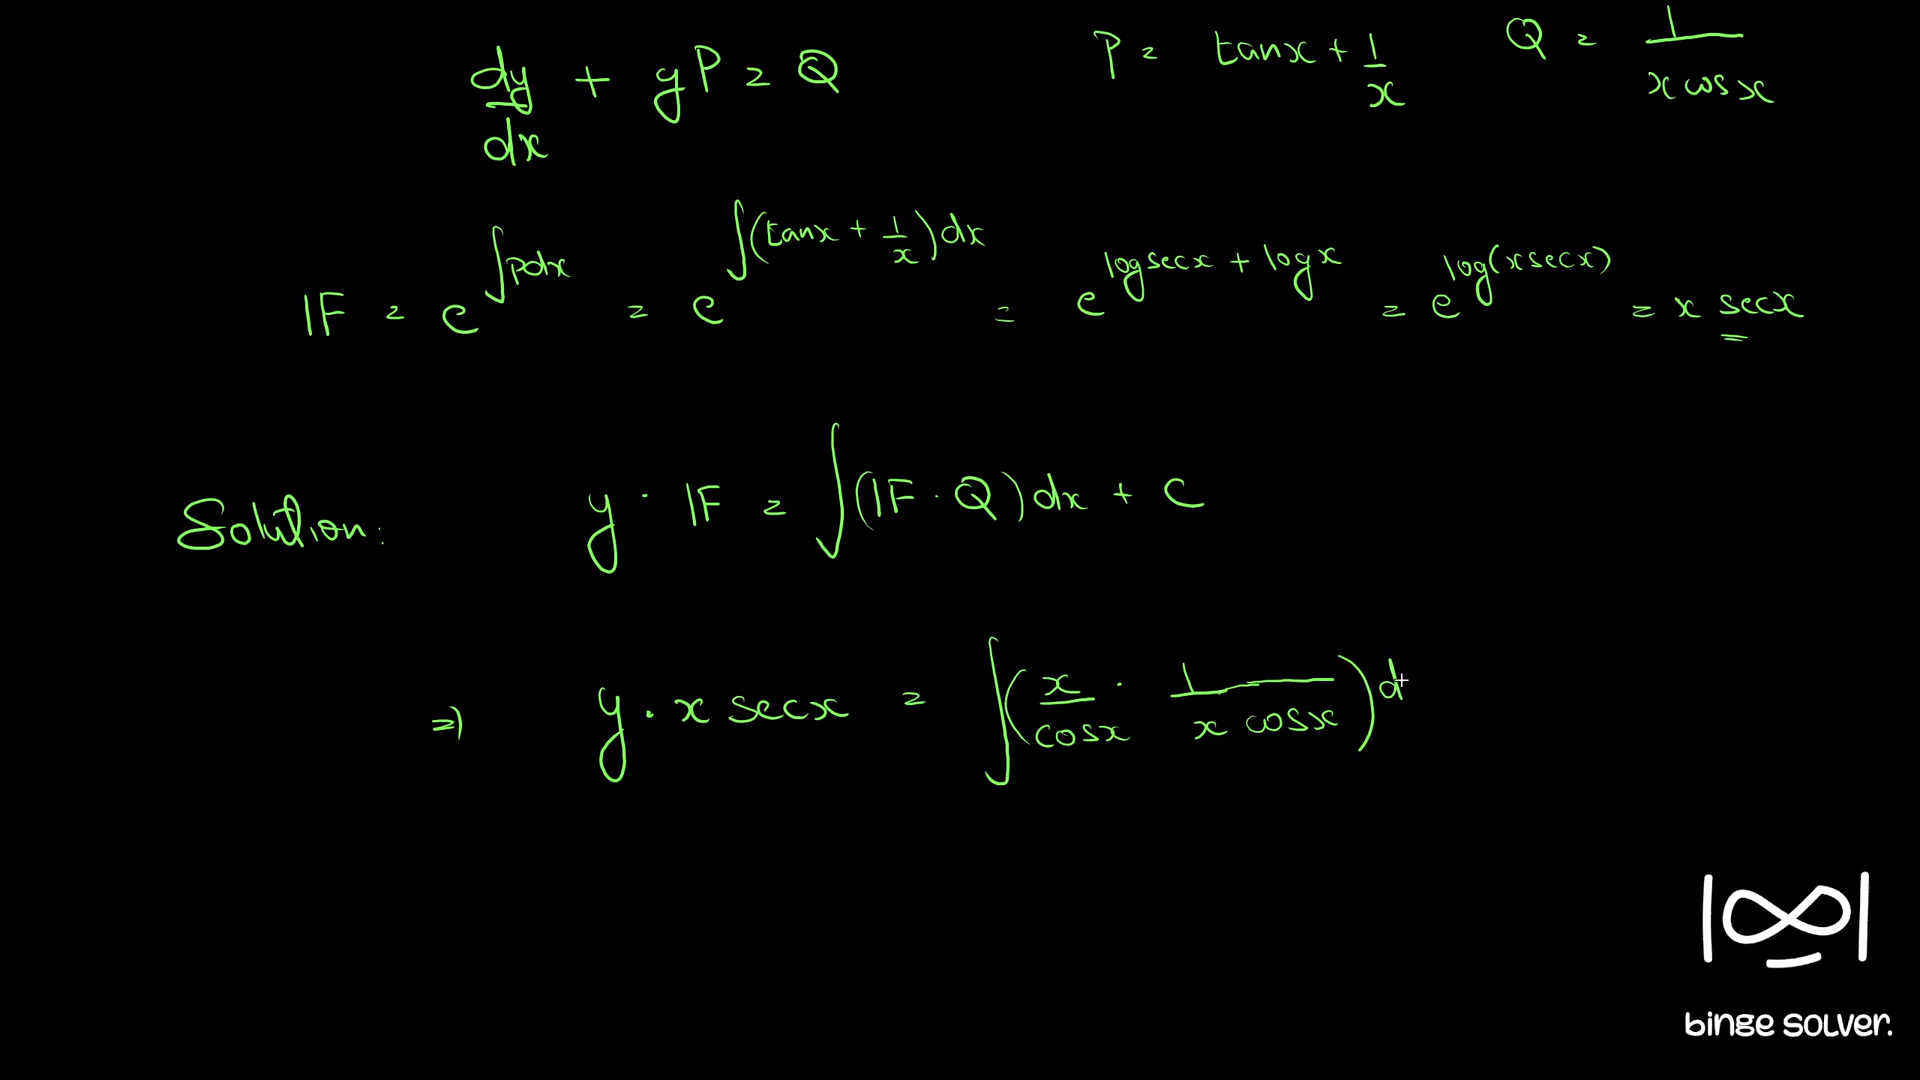 dy/dx + yP = Q    P = tanx + 1/x    Q = 1/(x cosx)
IF = e^∫pdx = e^∫(tanx + 1/x)dx = e^(logsecx + logx) = e^log(xsecx) = x secx
Solution: y · IF = ∫(IF · Q)dx + C
⇒ y · x secx = ∫(x/cosx · 1/(x cosx))d
binge solver.